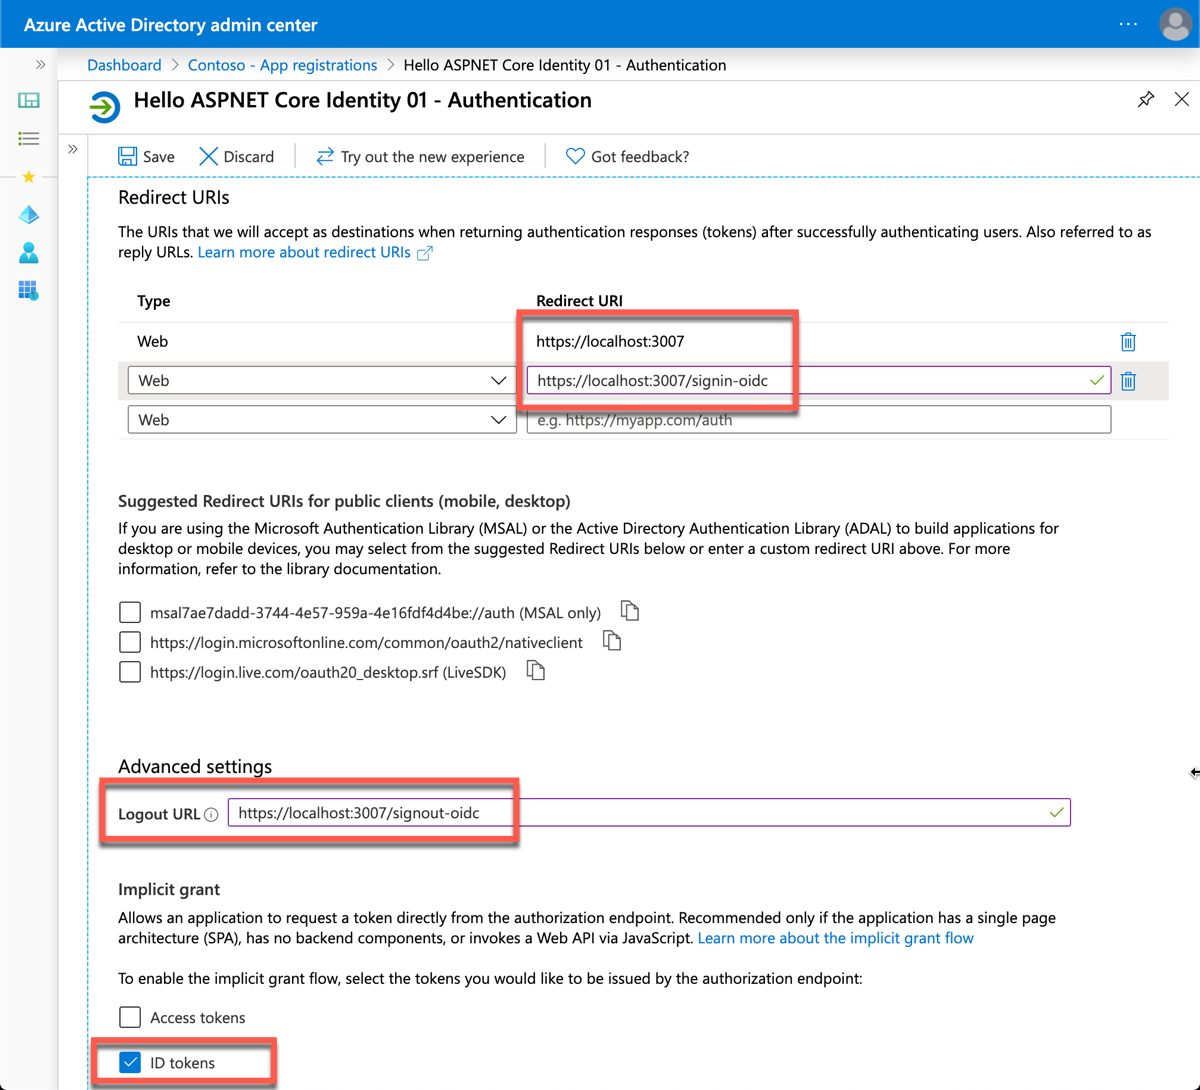 Azure Active Directory admin center
Dashboard > Contoso - App registrations > Hello ASPNET Core Identity 01 - Authentication
Hello ASPNET Core Identity 01 - Authentication
Save Discard Try out the new experience Got feedback?
Redirect URIs
The URIs that we will accept as destinations when returning authentication responses (tokens) after successfully authenticating users. Also referred to as
reply URLs. Learn more about redirect URIs
Type Redirect URI
Web https://localhost:3007
Web https://localhost:3007/signin-oidc
Web e.g. https://myapp.com/auth
Suggested Redirect URIs for public clients (mobile, desktop)
If you are using the Microsoft Authentication Library (MSAL) or the Active Directory Authentication Library (ADAL) to build applications for
desktop or mobile devices, you may select from the suggested Redirect URIs below or enter a custom redirect URI above. For more
information, refer to the library documentation.
msal7ae7dadd-3744-4e57-959a-4e16fdf4d4be://auth (MSAL only)
https://login.microsoftonline.com/common/oauth2/nativeclient
https://login.live.com/oauth20_desktop.srf (LiveSDK)
Advanced settings
Logout URL https://localhost:3007/signout-oidc
Implicit grant
Allows an application to request a token directly from the authorization endpoint. Recommended only if the application has a single page
architecture (SPA), has no backend components, or invokes a Web API via JavaScript. Learn more about the implicit grant flow
To enable the implicit grant flow, select the tokens you would like to be issued by the authorization endpoint:
Access tokens
ID tokens